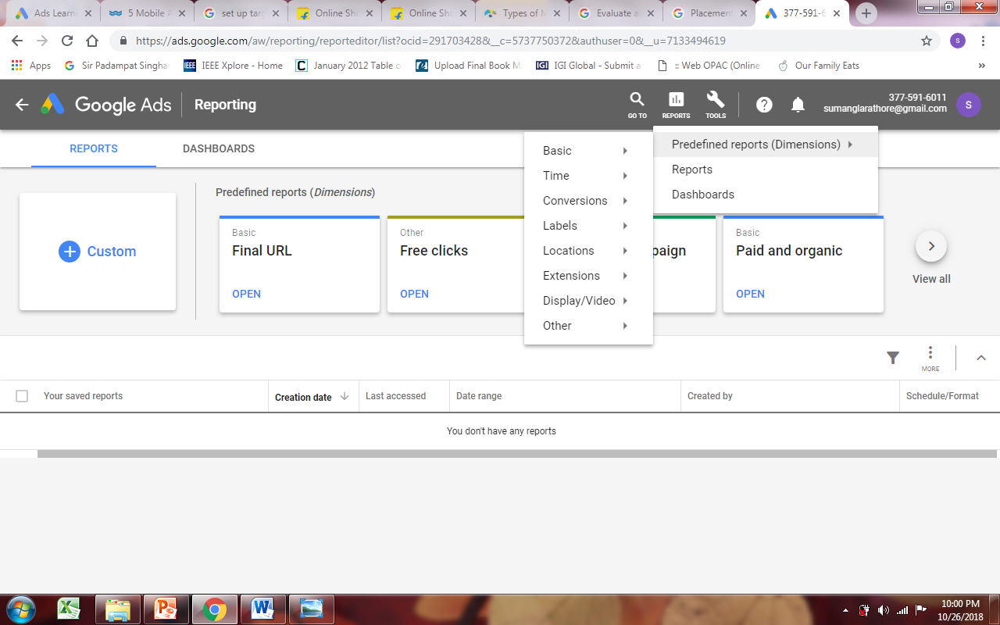 Ads Learni
5 Mobile A
set up targ
Online Sho
Online Sho
Types of M
Evaluate a
Placement
377-591-6
https://ads.google.com/aw/reporting/reporteditor/list?ocid=291703428&__c=5737750372&authuser=0&__u=7133494619
S
Apps
Sir Padampat Singha
IEEE
IEEE Xplore - Home
C
January 2012 Table o
Upload Final Book M
IGI
IGI Global - Submit a
:: Web OPAC (Online
Our Family Eats
»
Google Ads
Reporting
GO TO
REPORTS
TOOLS
377-591-6011
sumanglarathore@gmail.com
S
REPORTS
DASHBOARDS
Predefined reports (Dimensions)
Reports
Dashboards
Basic
Time
Conversions
Labels
Locations
Extensions
Display/Video
Other
Custom
Predefined reports (Dimensions)
Basic
Final URL
OPEN
Other
Free clicks
OPEN
paign
Basic
Paid and organic
OPEN
View all
MORE
Your saved reports
Creation date
Last accessed
Date range
Created by
Schedule/Format
You don't have any reports
10:00 PM
10/26/2018